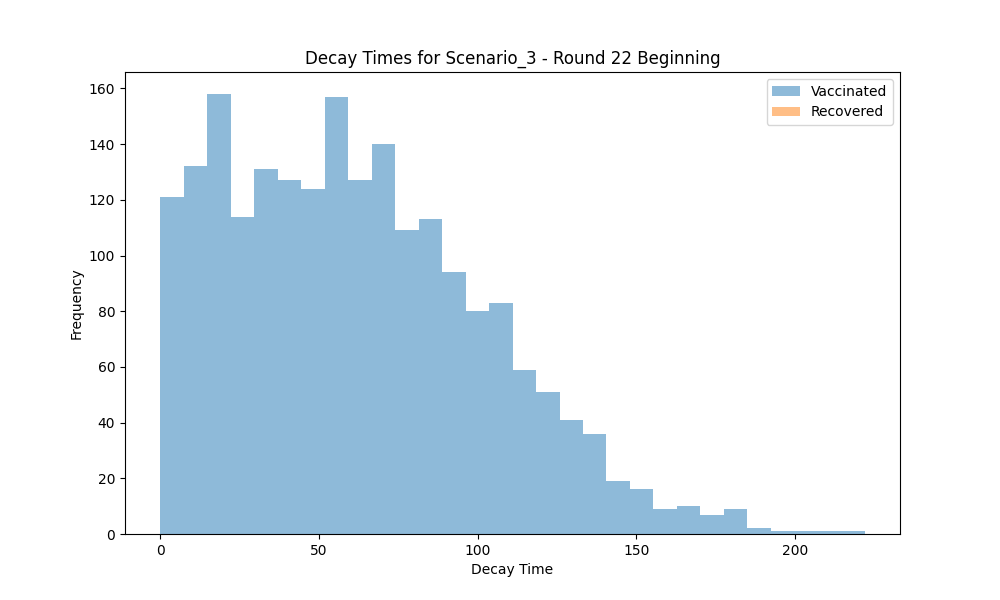 Decay Times for Scenario_3 - Round 22 Beginning
Vaccinated
Recovered
160
140
120
100
80
60
40
20
0
Frequency
0 50 100 150 200
Decay Time